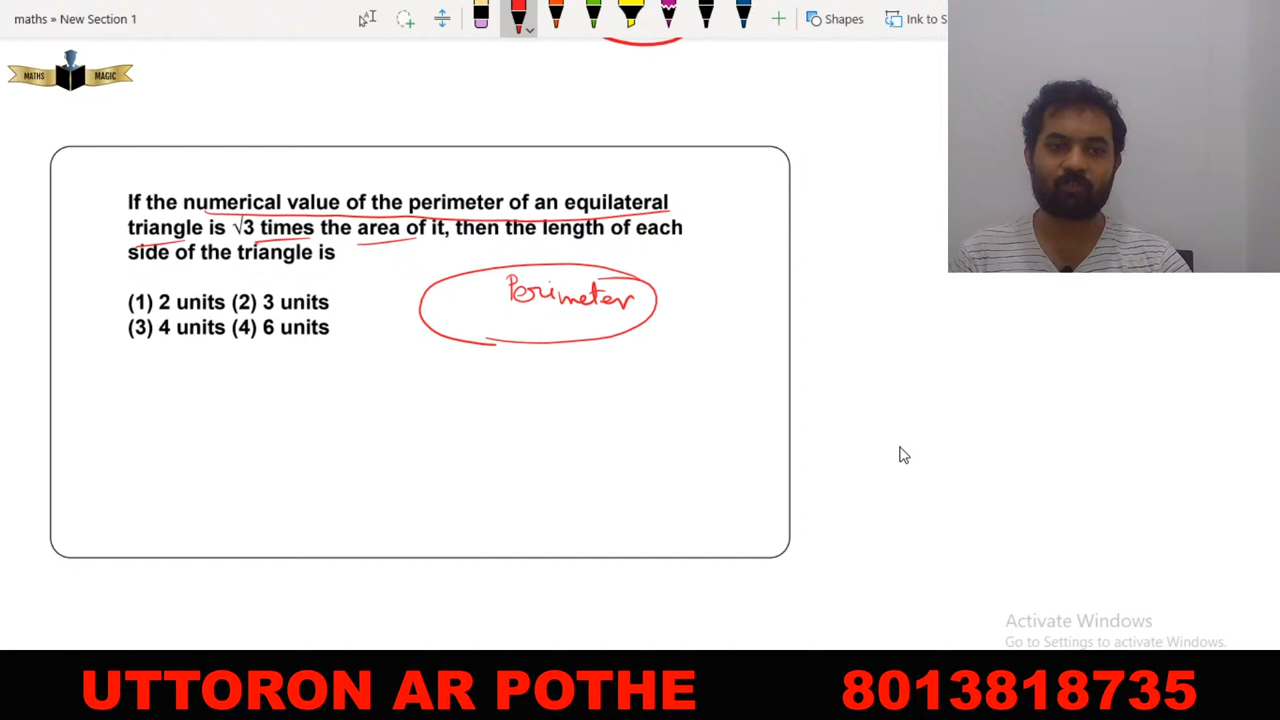 maths » New Section 1
Shapes
Ink to S
MATHS MAGIC
If the numerical value of the perimeter of an equilateral
triangle is √3 times the area of it, then the length of each
side of the triangle is
(1) 2 units (2) 3 units
(3) 4 units (4) 6 units
Perimeter
Activate Windows
Go to Settings to activate Windows.
UTTORON AR POTHE 8013818735